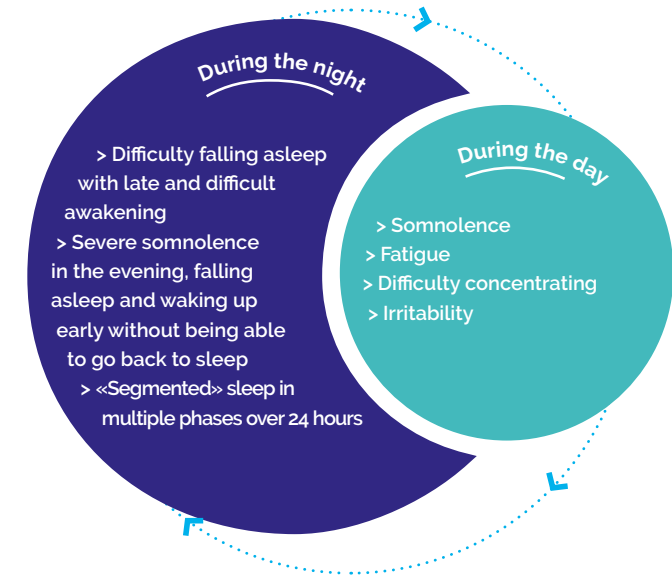 During the night
> Difficulty falling asleep
with late and difficult
awakening
> Severe somnolence
in the evening, falling
asleep and waking up
early without being able
to go back to sleep
> «Segmented» sleep in
multiple phases over 24 hours
During the day
> Somnolence
> Fatigue
> Difficulty concentrating
> Irritability